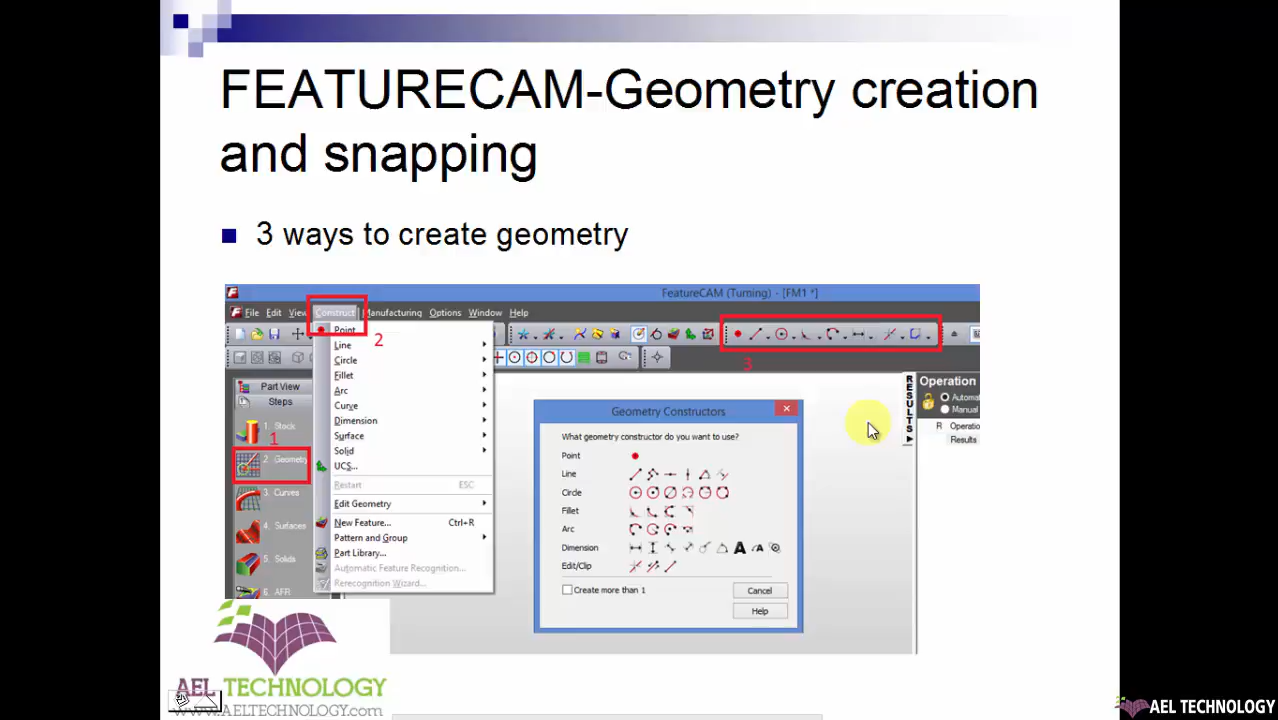 FEATURECAM-Geometry creation
and snapping
3 ways to create geometry
FeatureCAM (Turning) - [FM1 *]
File Edit View Construct Manufacturing Options Window Help
Point
2
3
Line
Circle
Fillet
Arc
Curve
Dimension
Surface
Solid
UCS...
Restart ESC
Edit Geometry
New Feature... Ctrl+R
Pattern and Group
Part Library...
Automatic Feature Recognition...
Rerecognition Wizard...
Part View
Steps
1. Stock
1
2. Geometry
3. Curves
4. Surfaces
5. Solids
6. AFR
Geometry Constructors
What geometry constructor do you want to use?
Point
Line
Circle
Fillet
Arc
Dimension
A A
Edit/Clip
Create more than 1
Cancel
Help
RESULTS
Operation
Automa
Manual
R Operatio
Results
AEL TECHNOLOGY
www.AELTECHNOLOGY.com
AEL TECHNOLOGY